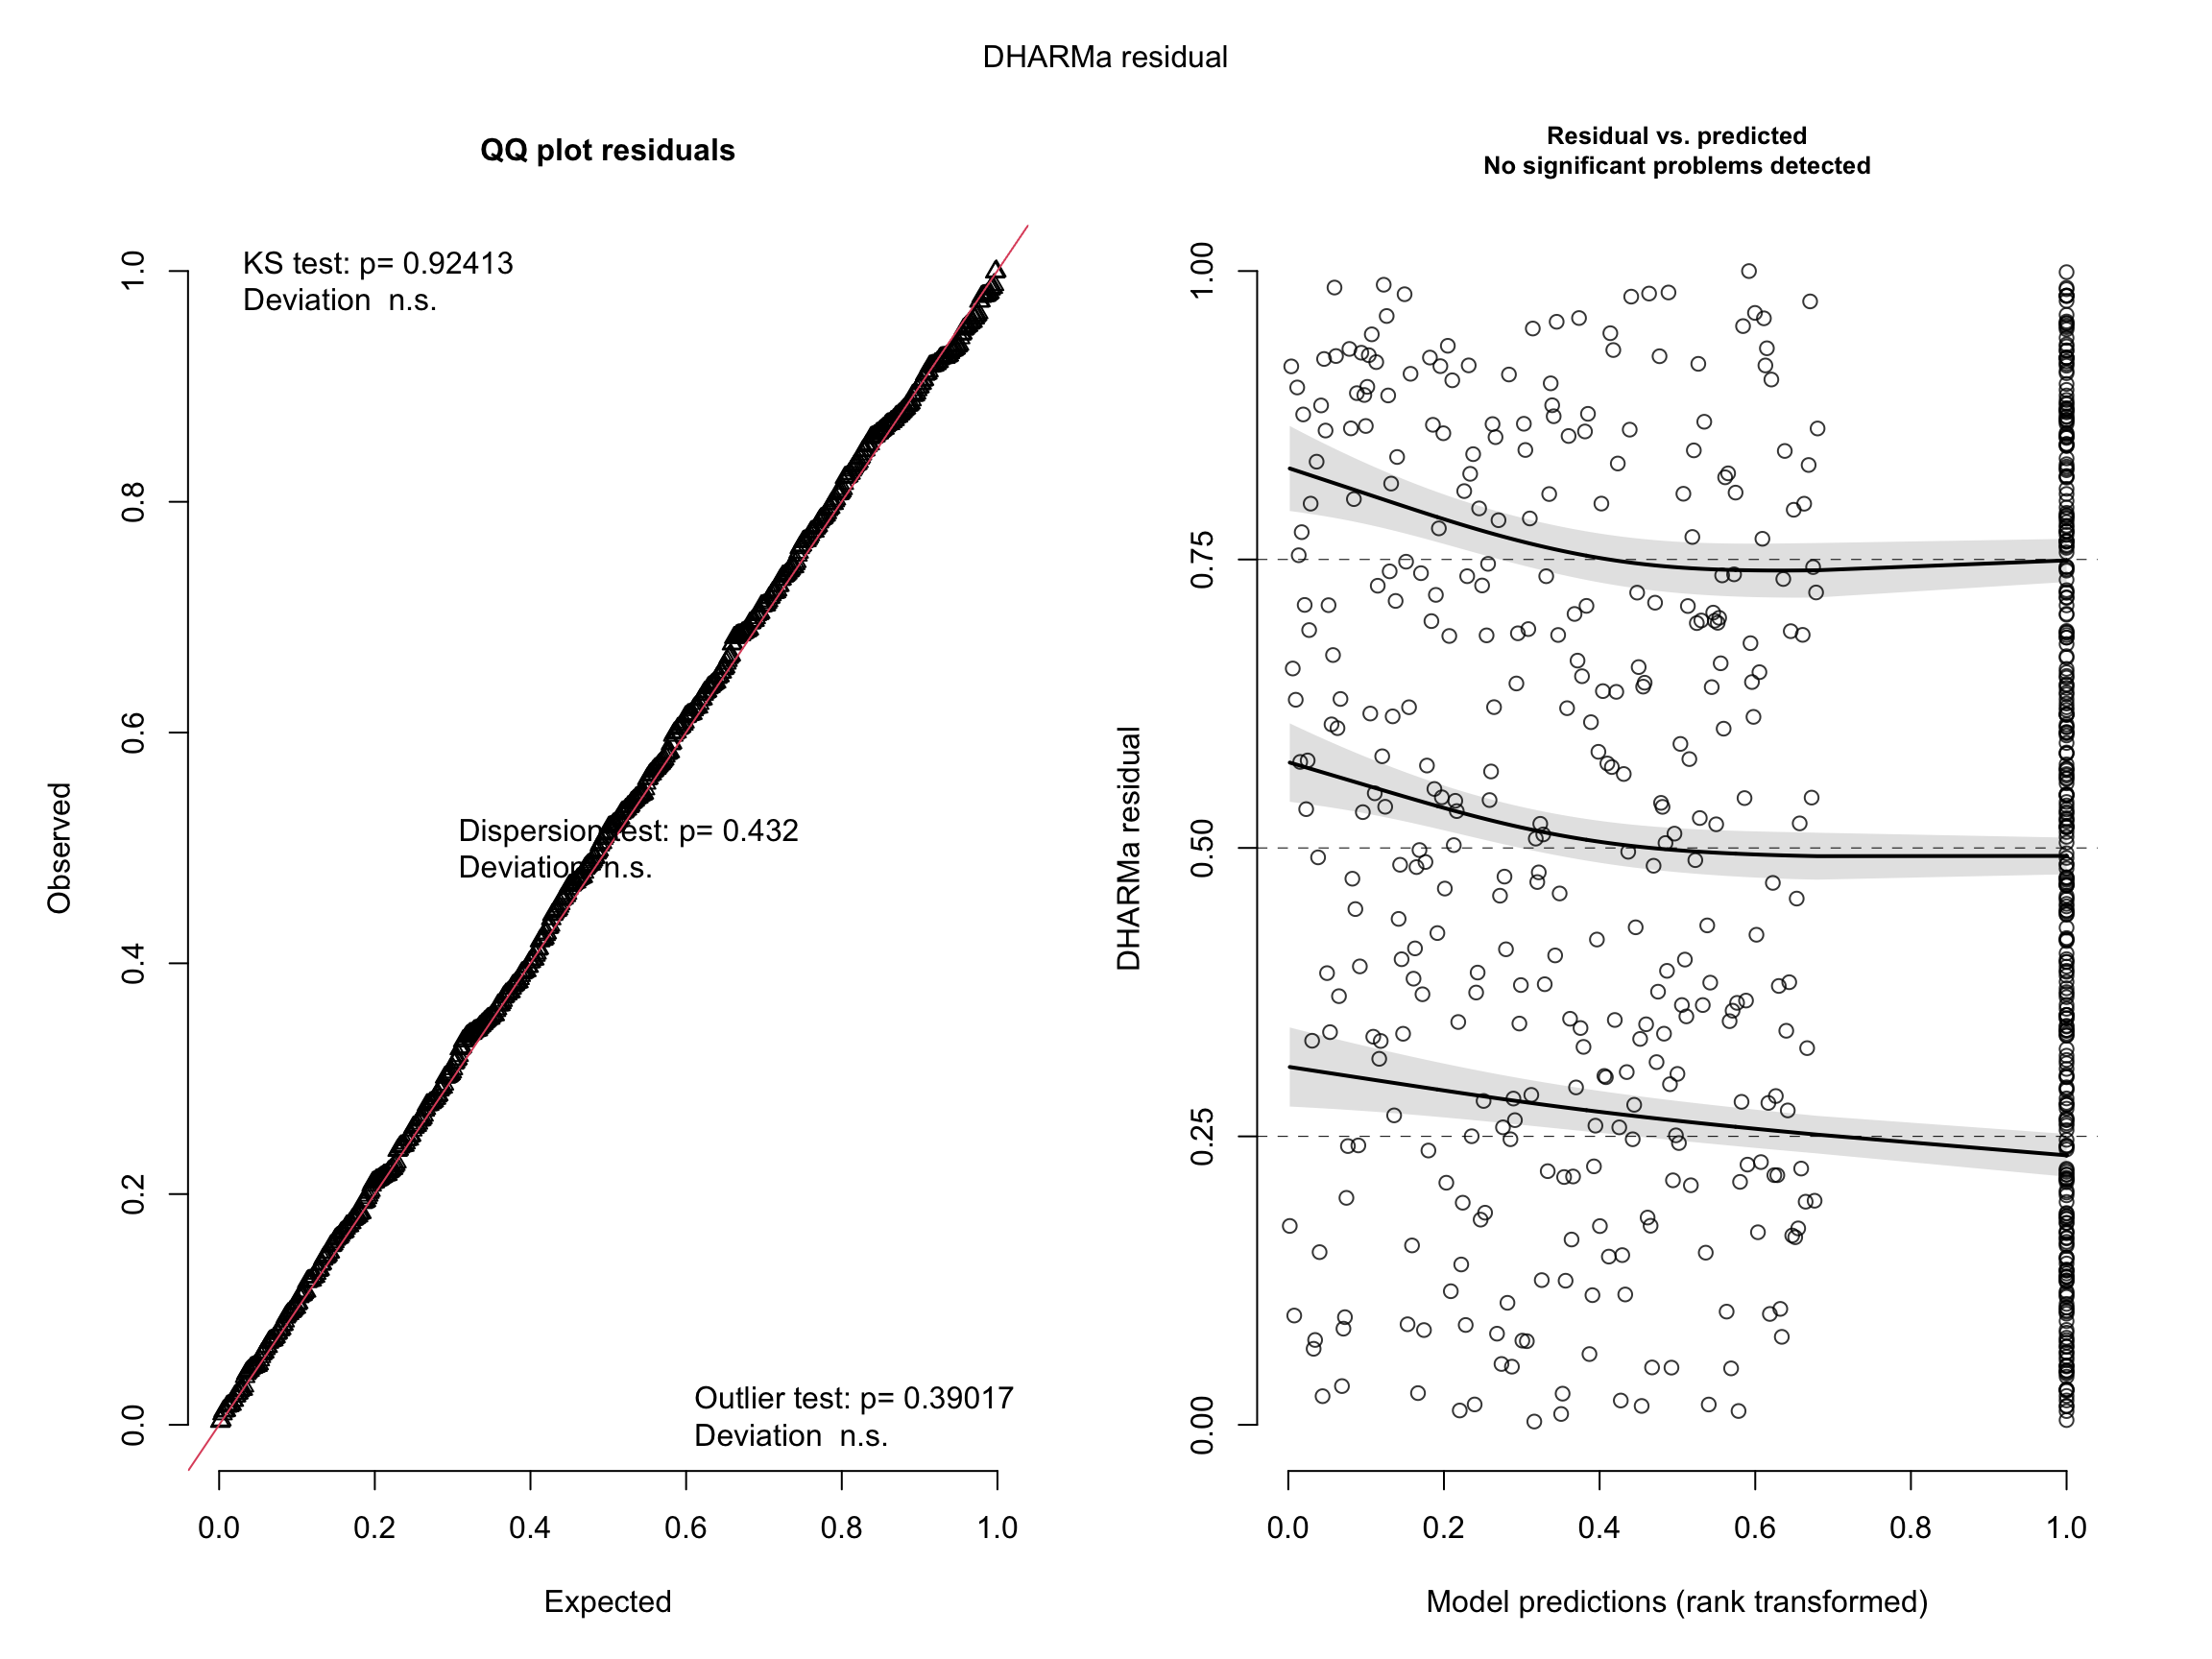 DHARMa residual
QQ plot residuals
KS test: p= 0.92413
Deviation  n.s.
Dispersion test: p= 0.432
Deviation  n.s.
Outlier test: p= 0.39017
Deviation  n.s.
Observed
0.0
0.2
0.4
0.6
0.8
1.0
0.0 0.2 0.4 0.6 0.8 1.0
Expected
Residual vs. predicted
No significant problems detected
DHARMa residual
0.00
0.25
0.50
0.75
1.00
0.0 0.2 0.4 0.6 0.8 1.0
Model predictions (rank transformed)